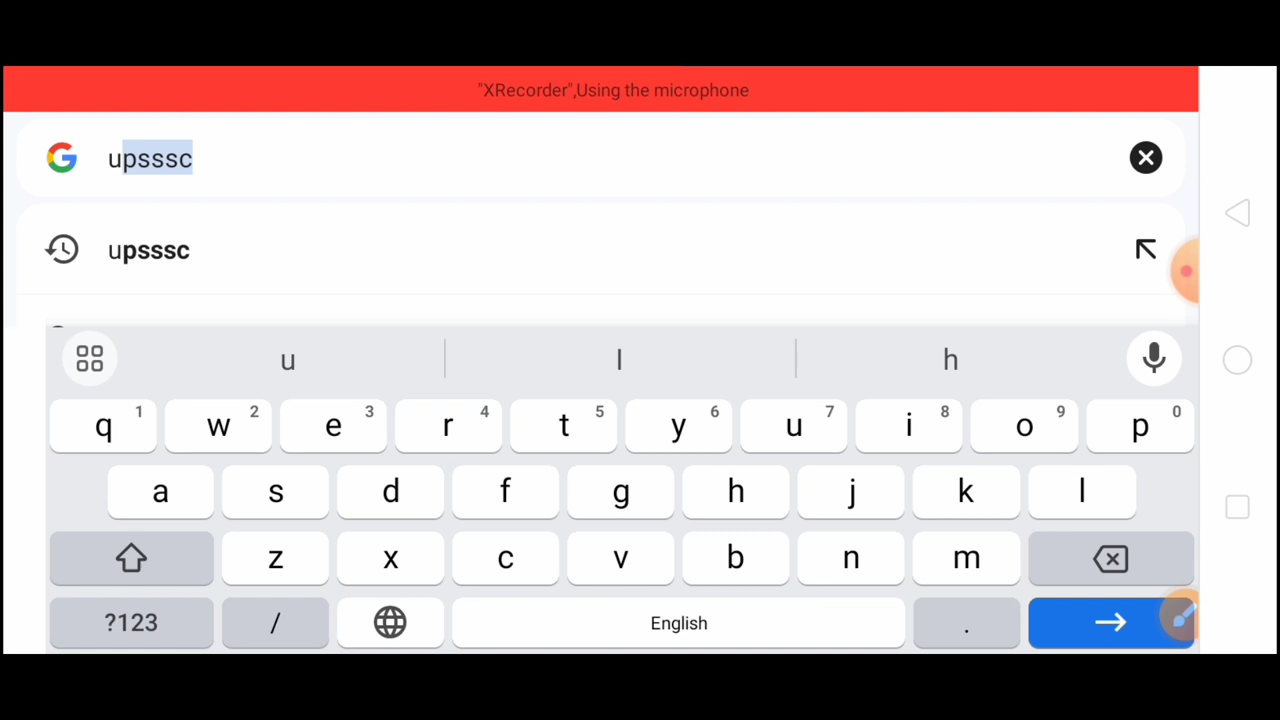 "XRecorder",Using the microphone
upsssc
upsssc
u l h
q 1 w 2 e 3 r 4 t 5 y 6 u 7 i 8 o 9 p 0
a s d f g h j k l
z x c v b n m
?123 / English .